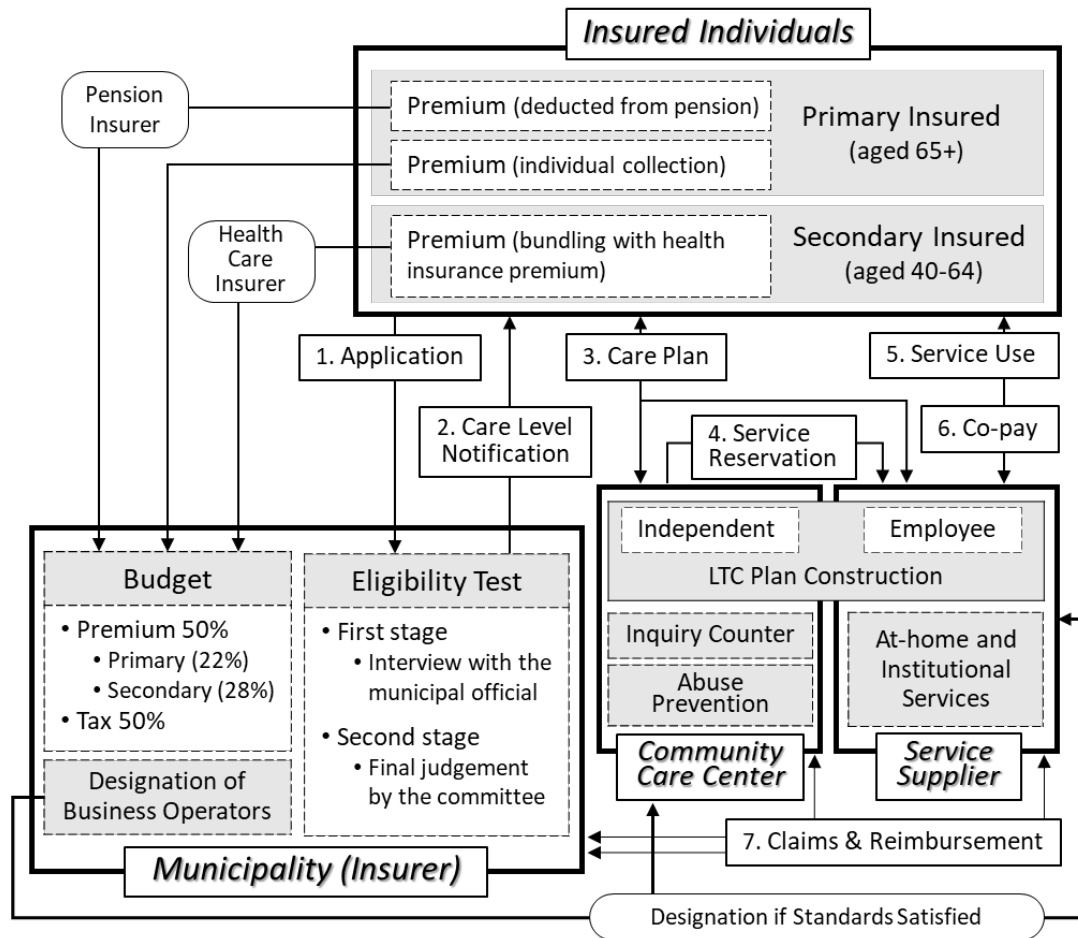 Insured Individuals
Pension
Insurer
Premium (deducted from pension)
Premium (individual collection)
Primary Insured
(aged 65+)
Health
Care
Insurer
Premium (bundling with health
insurance premium)
Secondary Insured
(aged 40-64)
1. Application
2. Care Level
Notification
3. Care Plan
4. Service
Reservation
5. Service Use
6. Co-pay
Budget
• Premium 50%
• Primary (22%)
• Secondary (28%)
• Tax 50%
Designation of
Business Operators
Eligibility Test
• First stage
• Interview with the
municipal official
• Second stage
• Final judgement
by the committee
Municipality (Insurer)
Independent
Employee
LTC Plan Construction
Inquiry Counter
Abuse
Prevention
At-home and
Institutional
Services
Community
Care Center
Service
Supplier
7. Claims & Reimbursement
Designation if Standards Satisfied